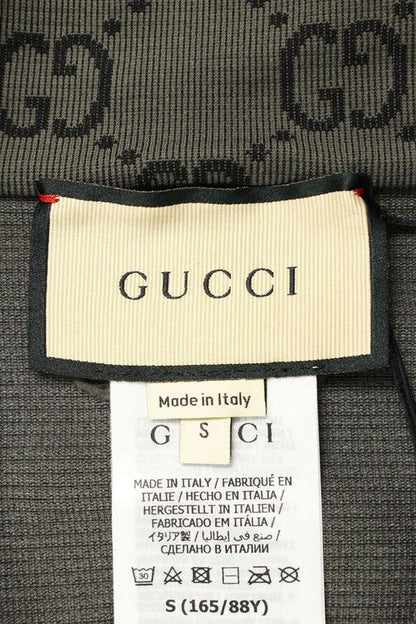 GUCCI
Made in Italy
G S CI
MADE IN ITALY / FABRIQUÉ EN
ITALIE / HECHO EN ITALIA /
HERGESTELLT IN ITALIEN /
FABRICADO EM ITÁLIA /
イタリア製 / صنع في إيطاليا /
СДЕЛАНО В ИТАЛИИ
30
S (165/88Y)